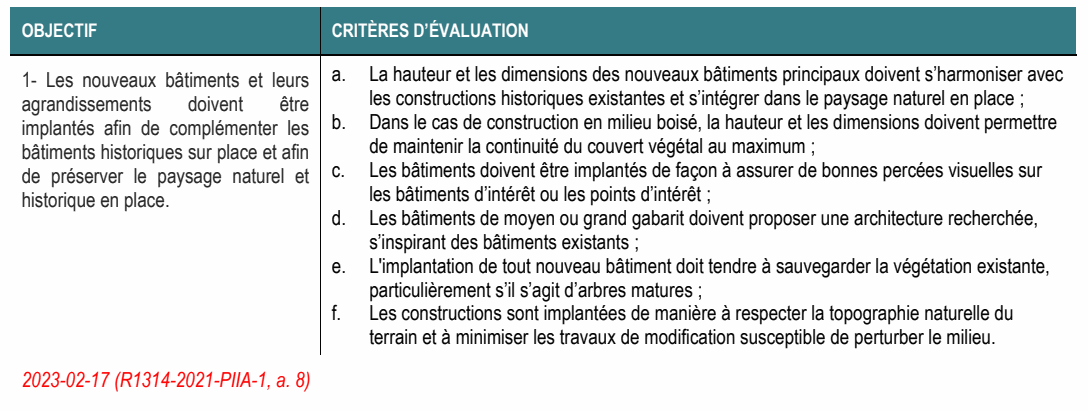 OBJECTIF
CRITÈRES D’ÉVALUATION
1- Les nouveaux bâtiments et leurs
agrandissements doivent être
implantés afin de complémenter les
bâtiments historiques sur place et afin
de préserver le paysage naturel et
historique en place.
a. La hauteur et les dimensions des nouveaux bâtiments principaux doivent s’harmoniser avec
les constructions historiques existantes et s’intégrer dans le paysage naturel en place ;
b. Dans le cas de construction en milieu boisé, la hauteur et les dimensions doivent permettre
de maintenir la continuité du couvert végétal au maximum ;
c. Les bâtiments doivent être implantés de façon à assurer de bonnes percées visuelles sur
les bâtiments d’intérêt ou les points d’intérêt ;
d. Les bâtiments de moyen ou grand gabarit doivent proposer une architecture recherchée,
s’inspirant des bâtiments existants ;
e. L'implantation de tout nouveau bâtiment doit tendre à sauvegarder la végétation existante,
particulièrement s’il s’agit d’arbres matures ;
f. Les constructions sont implantées de manière à respecter la topographie naturelle du
terrain et à minimiser les travaux de modification susceptible de perturber le milieu.
2023-02-17 (R1314-2021-PIIA-1, a. 8)